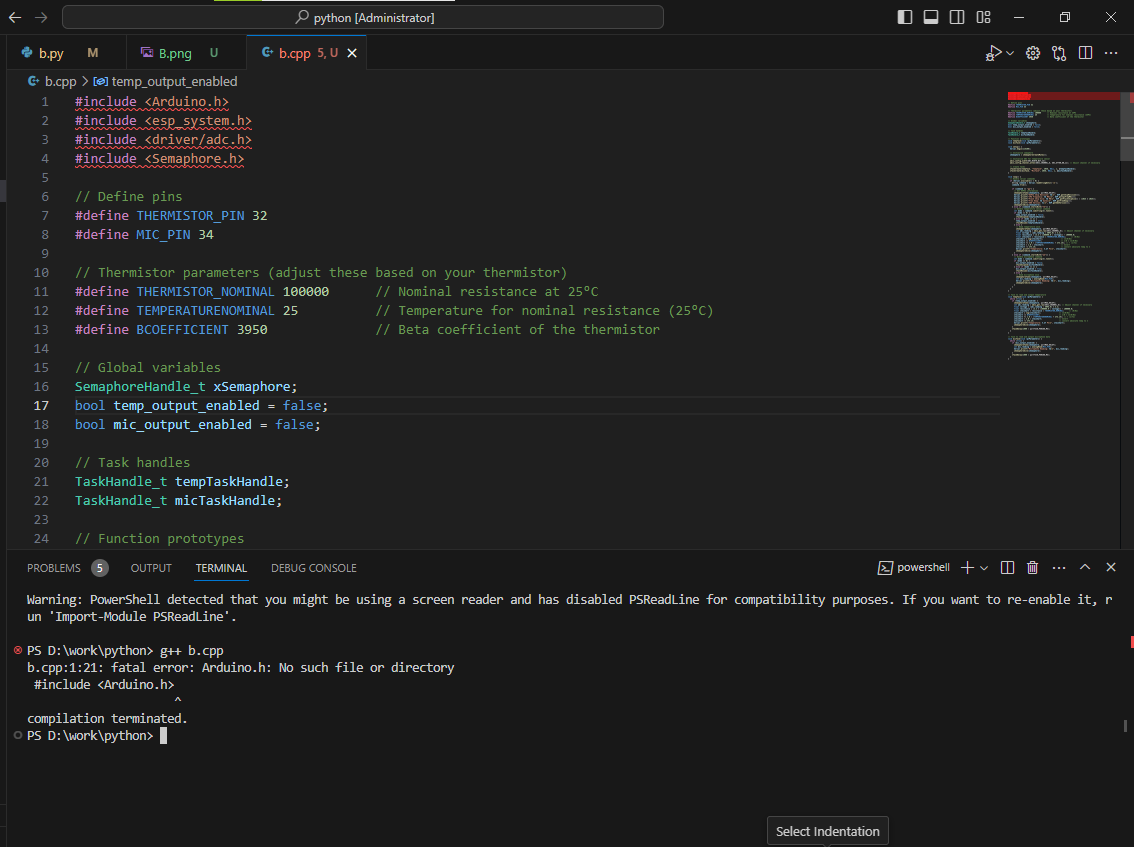 python [Administrator]
b.py M B.png U b.cpp 5, U
b.cpp > temp_output_enabled
1 #include <Arduino.h>
2 #include <esp_system.h>
3 #include <driver/adc.h>
4 #include <Semaphore.h>
5
6 // Define pins
7 #define THERMISTOR_PIN 32
8 #define MIC_PIN 34
9
10 // Thermistor parameters (adjust these based on your thermistor)
11 #define THERMISTOR_NOMINAL 100000 // Nominal resistance at 25°C
12 #define TEMPERATURENOMINAL 25 // Temperature for nominal resistance (25°C)
13 #define BCOEFFICIENT 3950 // Beta coefficient of the thermistor
14
15 // Global variables
16 SemaphoreHandle_t xSemaphore;
17 bool temp_output_enabled = false;
18 bool mic_output_enabled = false;
19
20 // Task handles
21 TaskHandle_t tempTaskHandle;
22 TaskHandle_t micTaskHandle;
23
24 // Function prototypes
PROBLEMS 5 OUTPUT TERMINAL DEBUG CONSOLE powershell
Warning: PowerShell detected that you might be using a screen reader and has disabled PSReadLine for compatibility purposes. If you want to re-enable it, r
un 'Import-Module PSReadLine'.
PS D:\work\python> g++ b.cpp
b.cpp:1:21: fatal error: Arduino.h: No such file or directory
#include <Arduino.h>
^
compilation terminated.
PS D:\work\python>
Select Indentation